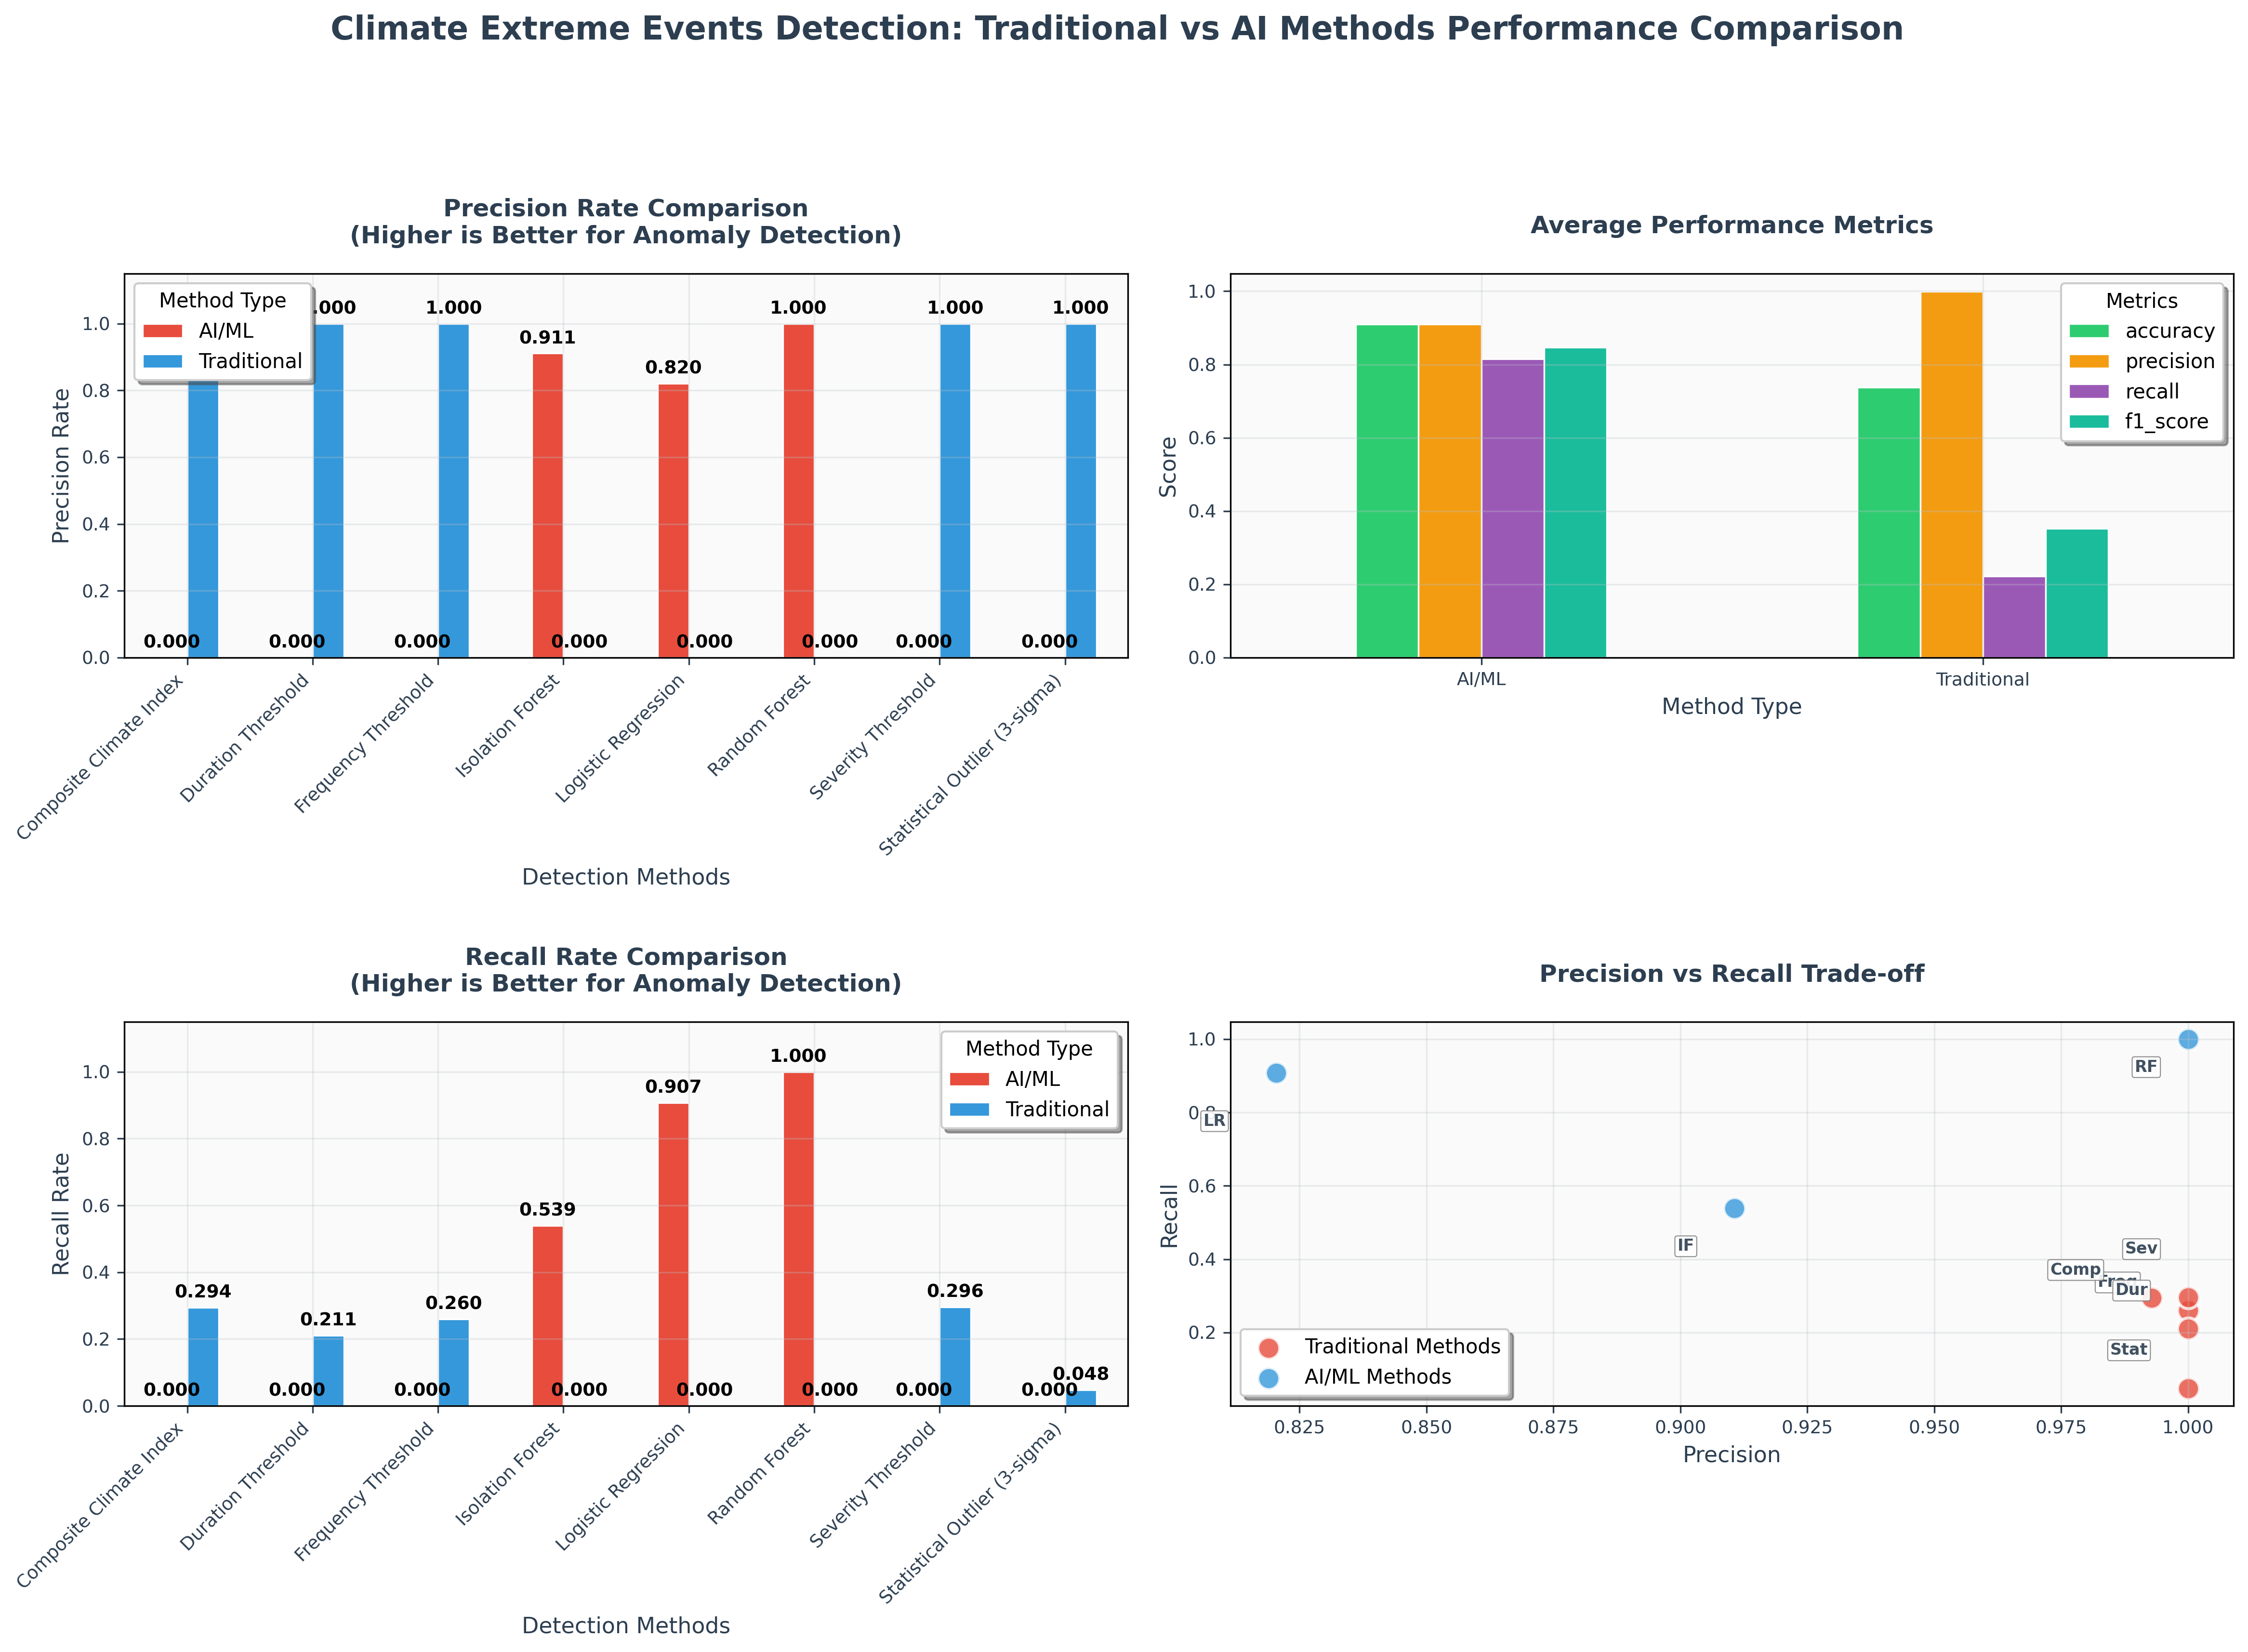 Climate Extreme Events Detection: Traditional vs AI Methods Performance Comparison
Precision Rate Comparison
(Higher is Better for Anomaly Detection)
Precision Rate
1.0
0.8
0.6
0.4
0.2
0.0
Method Type
AI/ML
Traditional
.000
1.000
0.911
0.820
1.000
1.000
1.000
0.000
0.000
0.000
0.000
0.000
0.000
0.000
0.000
Composite Climate Index
Duration Threshold
Frequency Threshold
Isolation Forest
Logistic Regression
Random Forest
Severity Threshold
Statistical Outlier (3-sigma)
Detection Methods
Average Performance Metrics
Score
1.0
0.8
0.6
0.4
0.2
0.0
Metrics
accuracy
precision
recall
f1_score
AI/ML
Traditional
Method Type
Recall Rate Comparison
(Higher is Better for Anomaly Detection)
Recall Rate
1.0
0.8
0.6
0.4
0.2
0.0
Method Type
AI/ML
Traditional
0.294
0.211
0.260
0.539
0.907
1.000
0.296
0.048
0.000
0.000
0.000
0.000
0.000
0.000
0.000
0.000
Composite Climate Index
Duration Threshold
Frequency Threshold
Isolation Forest
Logistic Regression
Random Forest
Severity Threshold
Statistical Outlier (3-sigma)
Detection Methods
Precision vs Recall Trade-off
Recall
1.0
0.8
0.6
0.4
0.2
RF
LR
IF
Sev
Comp
Dur
Stat
Traditional Methods
AI/ML Methods
0.825
0.850
0.875
0.900
0.925
0.950
0.975
1.000
Precision